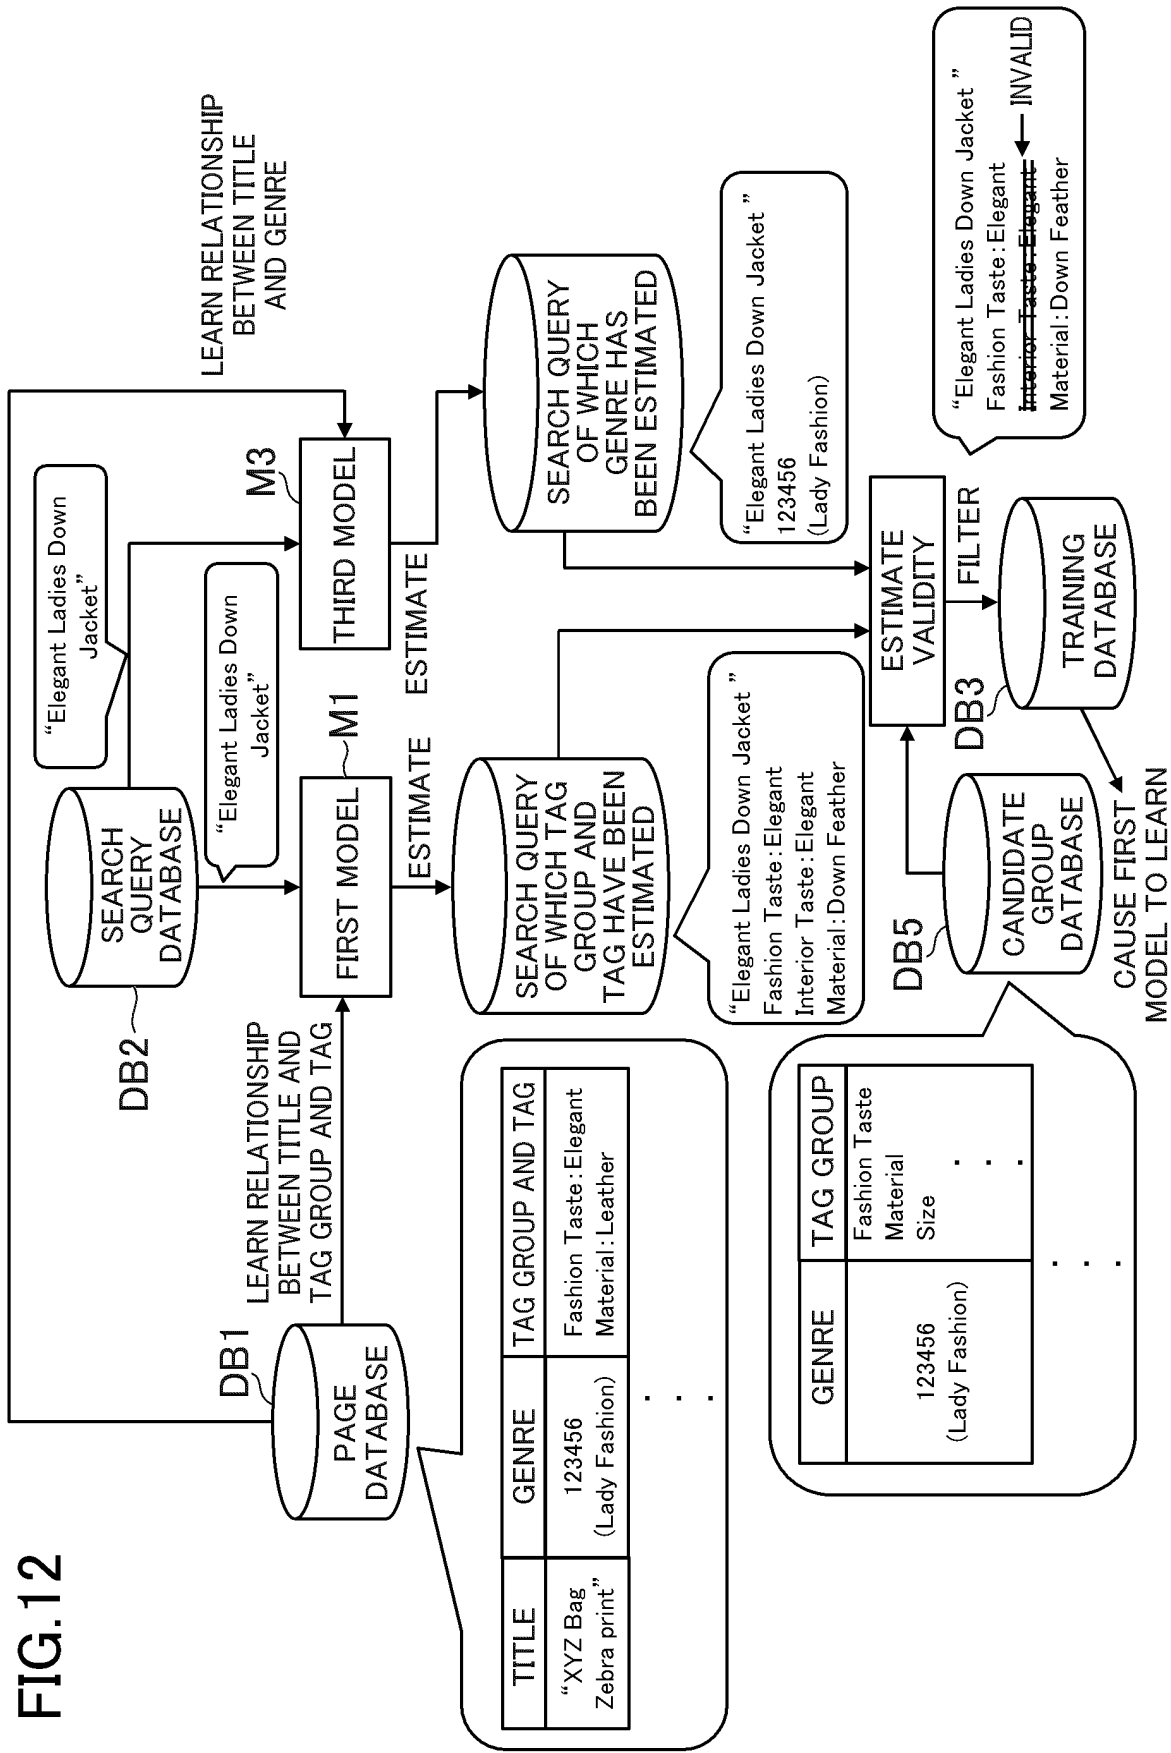 FIG.12
LEARN RELATIONSHIP
BETWEEN TITLE
AND GENRE
“Elegant Ladies Down
Jacket”
SEARCH
QUERY
DATABASE
DB2
“Elegant Ladies Down
Jacket”
M3
THIRD MODEL
ESTIMATE
DB1
PAGE
DATABASE
LEARN RELATIONSHIP
BETWEEN TITLE AND
TAG GROUP AND TAG
M1
FIRST MODEL
ESTIMATE
SEARCH QUERY
OF WHICH
GENRE HAS
BEEN ESTIMATED
“Elegant Ladies Down Jacket ”
123456
(Lady Fashion)
SEARCH QUERY
OF WHICH TAG
GROUP AND
TAG HAVE BEEN
ESTIMATED
“Elegant Ladies Down Jacket ”
Fashion Taste:Elegant
Interior Taste:Elegant
Material:Down Feather
TITLE GENRE TAG GROUP AND TAG
“XYZ Bag
Zebra print”
123456
(Lady Fashion)
Fashion Taste:Elegant
Material:Leather
. . .
GENRE TAG GROUP
123456
(Lady Fashion)
Fashion Taste
Material
Size
. . .
. . .
DB5
CANDIDATE
GROUP
DATABASE
ESTIMATE
VALIDITY
FILTER
DB3
TRAINING
DATABASE
CAUSE FIRST
MODEL TO LEARN
“Elegant Ladies Down Jacket ”
Fashion Taste:Elegant
Interior Taste:Elegant INVALID
Material:Down Feather